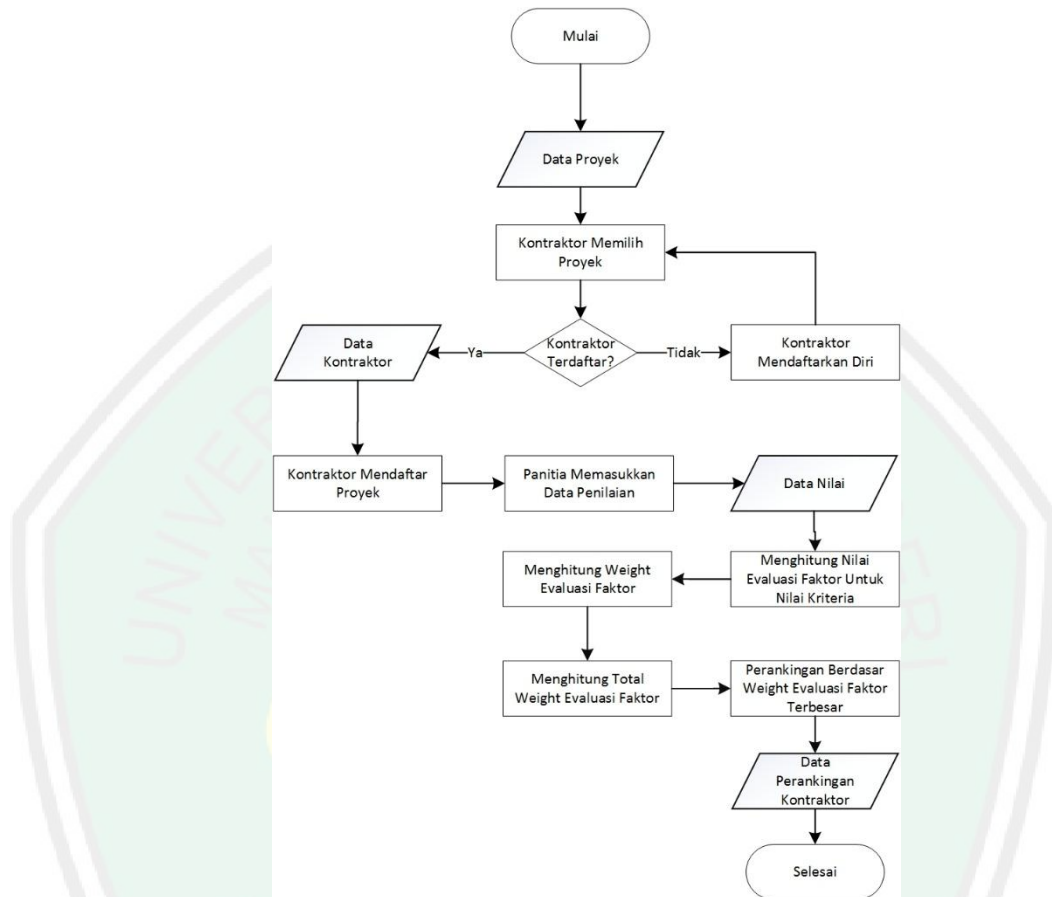 Mulai
Data Proyek
Kontraktor Memilih
Proyek
Kontraktor
Terdaftar?
Ya
Tidak
Data
Kontraktor
Kontraktor
Mendaftarkan Diri
Kontraktor Mendaftar
Proyek
Panitia Memasukkan
Data Penilaian
Data Nilai
Menghitung Nilai
Evaluasi Faktor Untuk
Nilai Kriteria
Menghitung Weight
Evaluasi Faktor
Menghitung Total
Weight Evaluasi Faktor
Perankingan Berdasar
Weight Evaluasi Faktor
Terbesar
Data
Perankingan
Kontraktor
Selesai